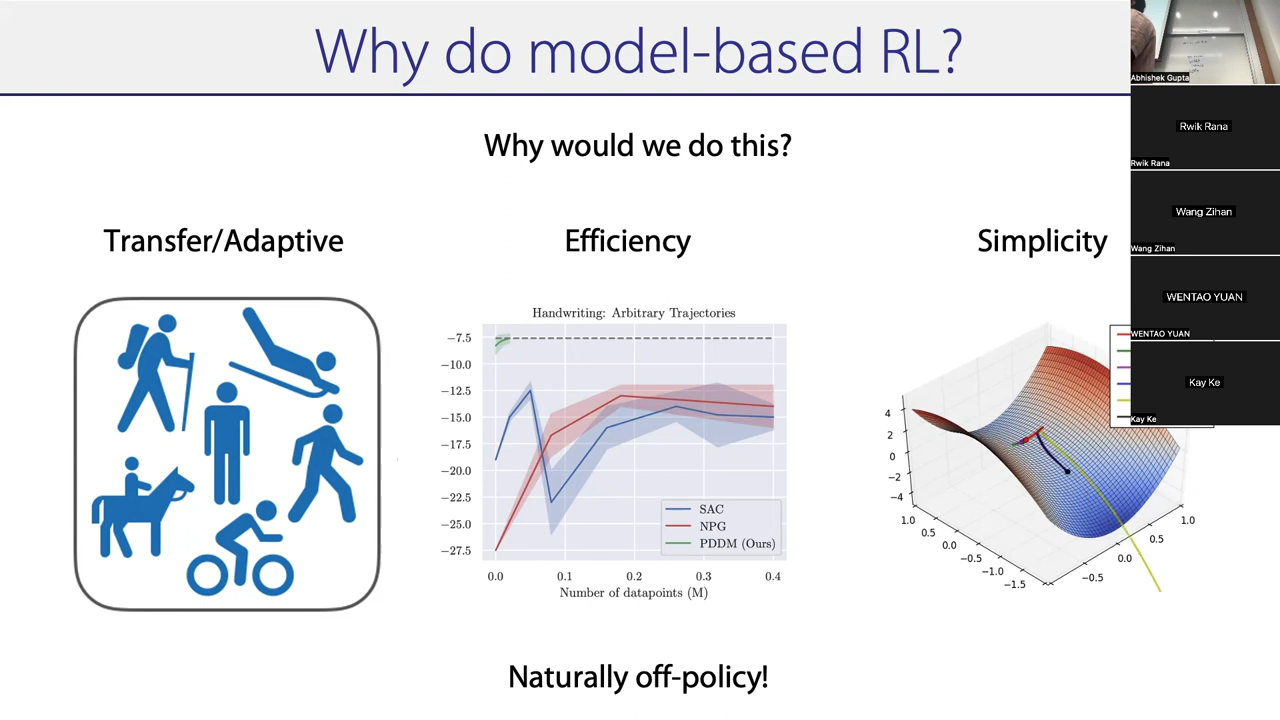 Why do model-based RL?
Why would we do this?
Transfer/Adaptive
Efficiency
Simplicity
Handwriting: Arbitrary Trajectories
−7.5
−10.0
−12.5
−15.0
−17.5
−20.0
−22.5
−25.0
−27.5
SAC
NPG
PDDM (Ours)
0.0 0.1 0.2 0.3 0.4
Number of datapoints (M)
4
2
0
−2
−4
1.0
0.5
0.0
−0.5
−1.0
−1.5
−0.5
0.0
0.5
1.0
Naturally off-policy!
Abhishek Gupta
Rwik Rana
Rwik Rana
Wang Zihan
Wang Zihan
WENTAO YUAN
WENTAO YUAN
Kay Ke
Kay Ke